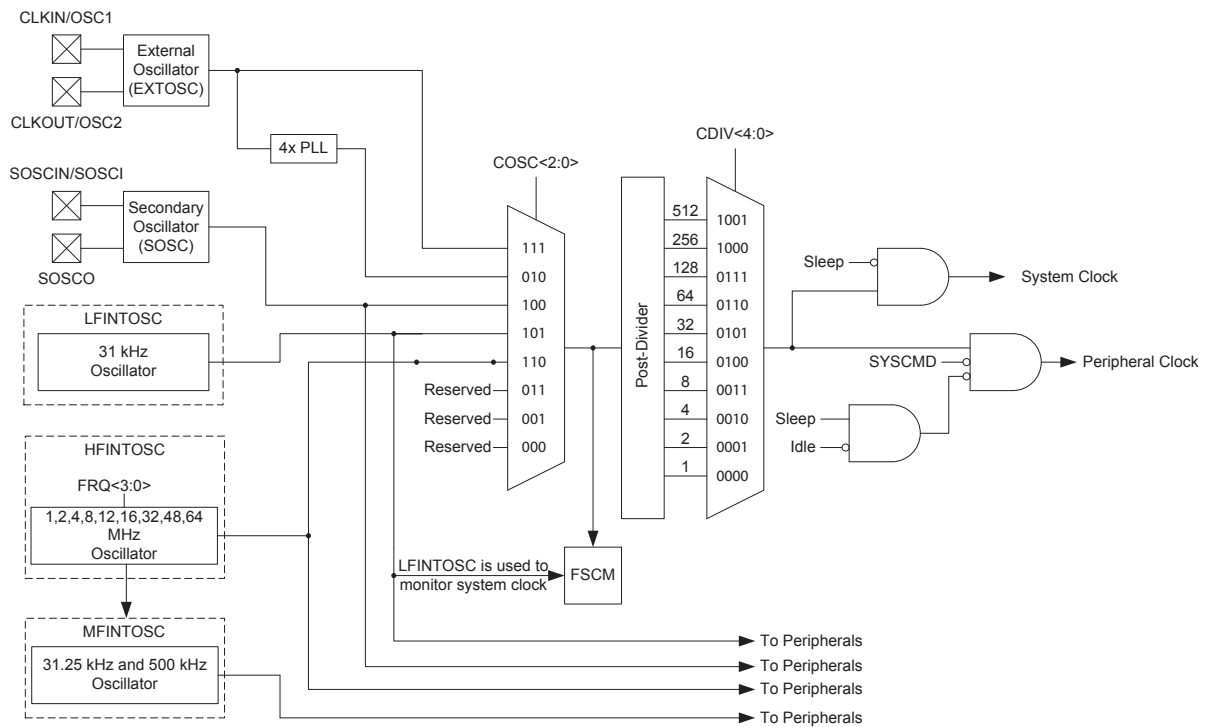 CLKIN/OSC1
External
Oscillator
(EXTOSC)
CLKOUT/OSC2
4x PLL
SOSCIN/SOSCI
Secondary
Oscillator
(SOSC)
SOSCO
LFINTOSC
31 kHz
Oscillator
HFINTOSC
FRQ<3:0>
1,2,4,8,12,16,32,48,64
MHz
Oscillator
MFINTOSC
31.25 kHz and 500 kHz
Oscillator
COSC<2:0>
111
010
100
101
110
Reserved 011
Reserved 001
Reserved 000
LFINTOSC is used to
monitor system clock
FSCM
Post-Divider
CDIV<4:0>
512 1001
256 1000
128 0111
64 0110
32 0101
16 0100
8 0011
4 0010
2 0001
1 0000
Sleep
System Clock
SYSCMD
Peripheral Clock
Sleep
Idle
To Peripherals
To Peripherals
To Peripherals
To Peripherals